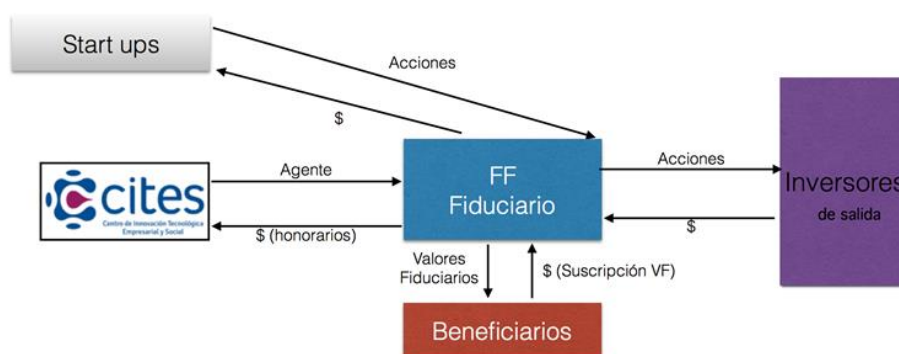 Start ups
Acciones
$
cites
Centro de Innovación Tecnológica
Empresarial y Social
Agente
$ (honorarios)
FF
Fiduciario
Acciones
$
Inversores
de salida
Valores
Fiduciarios
$ (Suscripción VF)
Beneficiarios